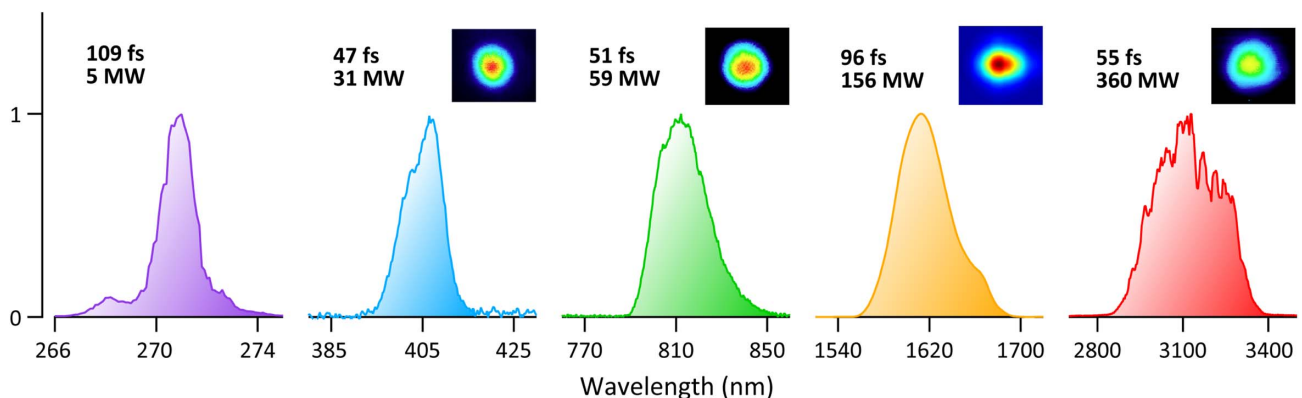 109 fs
5 MW
47 fs
31 MW
51 fs
59 MW
96 fs
156 MW
55 fs
360 MW
1
0
266 270 274
385 405 425
770 810 850
1540 1620 1700
2800 3100 3400
Wavelength (nm)